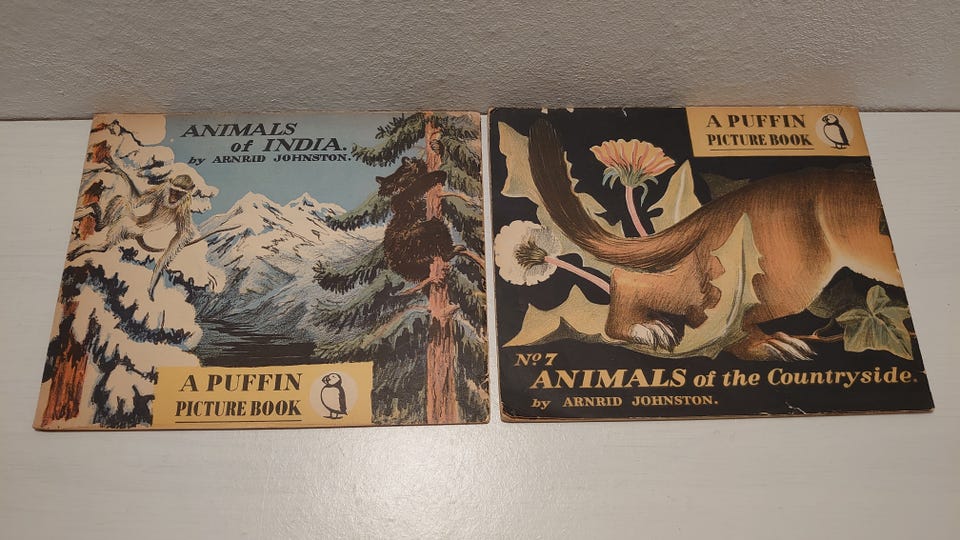 ANIMALS
of INDIA.
by ARNRID JOHNSTON.
A PUFFIN
PICTURE BOOK
A PUFFIN
PICTURE BOOK
Nº 7
ANIMALS of the Countryside.
by ARNRID JOHNSTON.